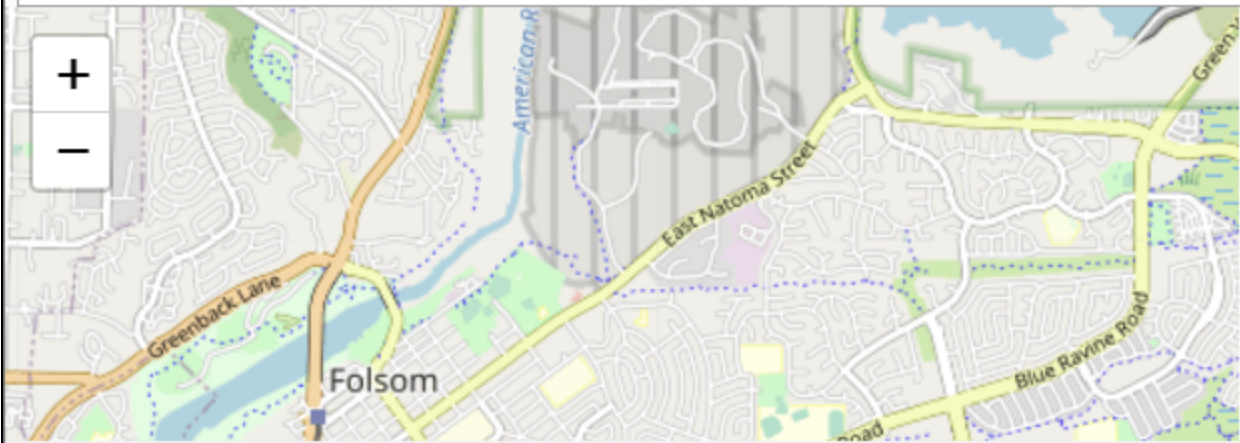 +
American R
Green V
−
East Natoma Street
Greenback Lane
Blue Ravine Road
Folsom
Road